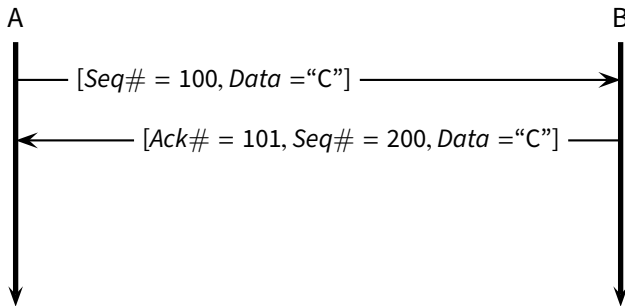 A B
[Seq# = 100, Data =“C”]
[Ack# = 101, Seq# = 200, Data =“C”]